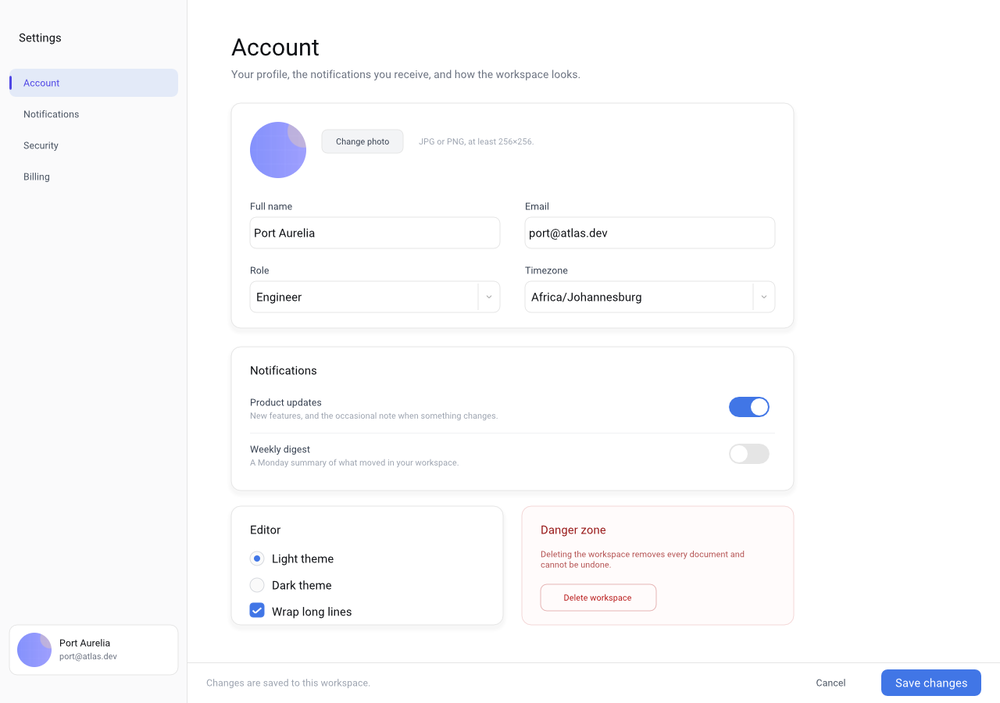 Settings
Account
Notifications
Security
Billing
Port Aurelia
port@atlas.dev
Account
Your profile, the notifications you receive, and how the workspace looks.
Change photo
JPG or PNG, at least 256×256.
Full name
Email
Port Aurelia
port@atlas.dev
Role
Timezone
Engineer
Africa/Johannesburg
Notifications
Product updates
New features, and the occasional note when something changes.
Weekly digest
A Monday summary of what moved in your workspace.
Editor
Light theme
Dark theme
Wrap long lines
Danger zone
Deleting the workspace removes every document and
cannot be undone.
Delete workspace
Changes are saved to this workspace.
Cancel
Save changes